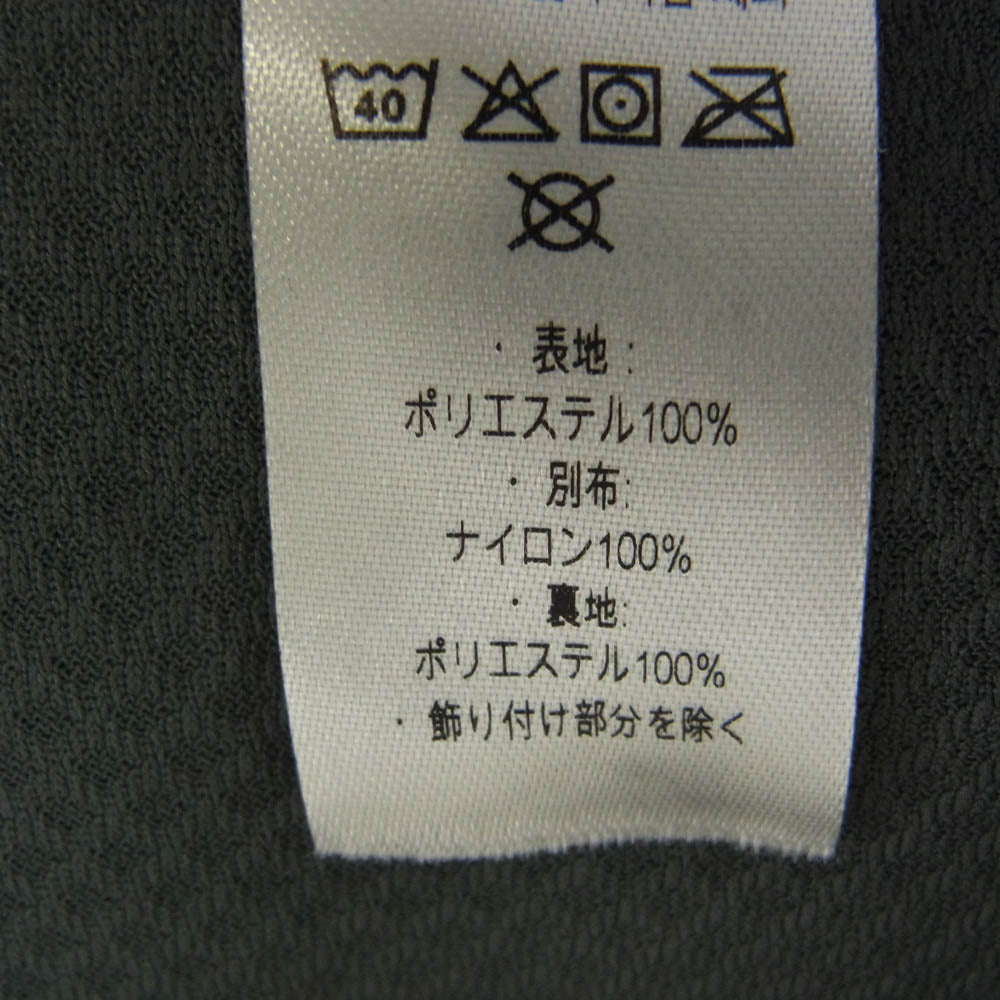 40
・表地:
ポリエステル100%
・別布:
ナイロン100%
・裏地:
ポリエステル100%
・飾り付け部分を除く